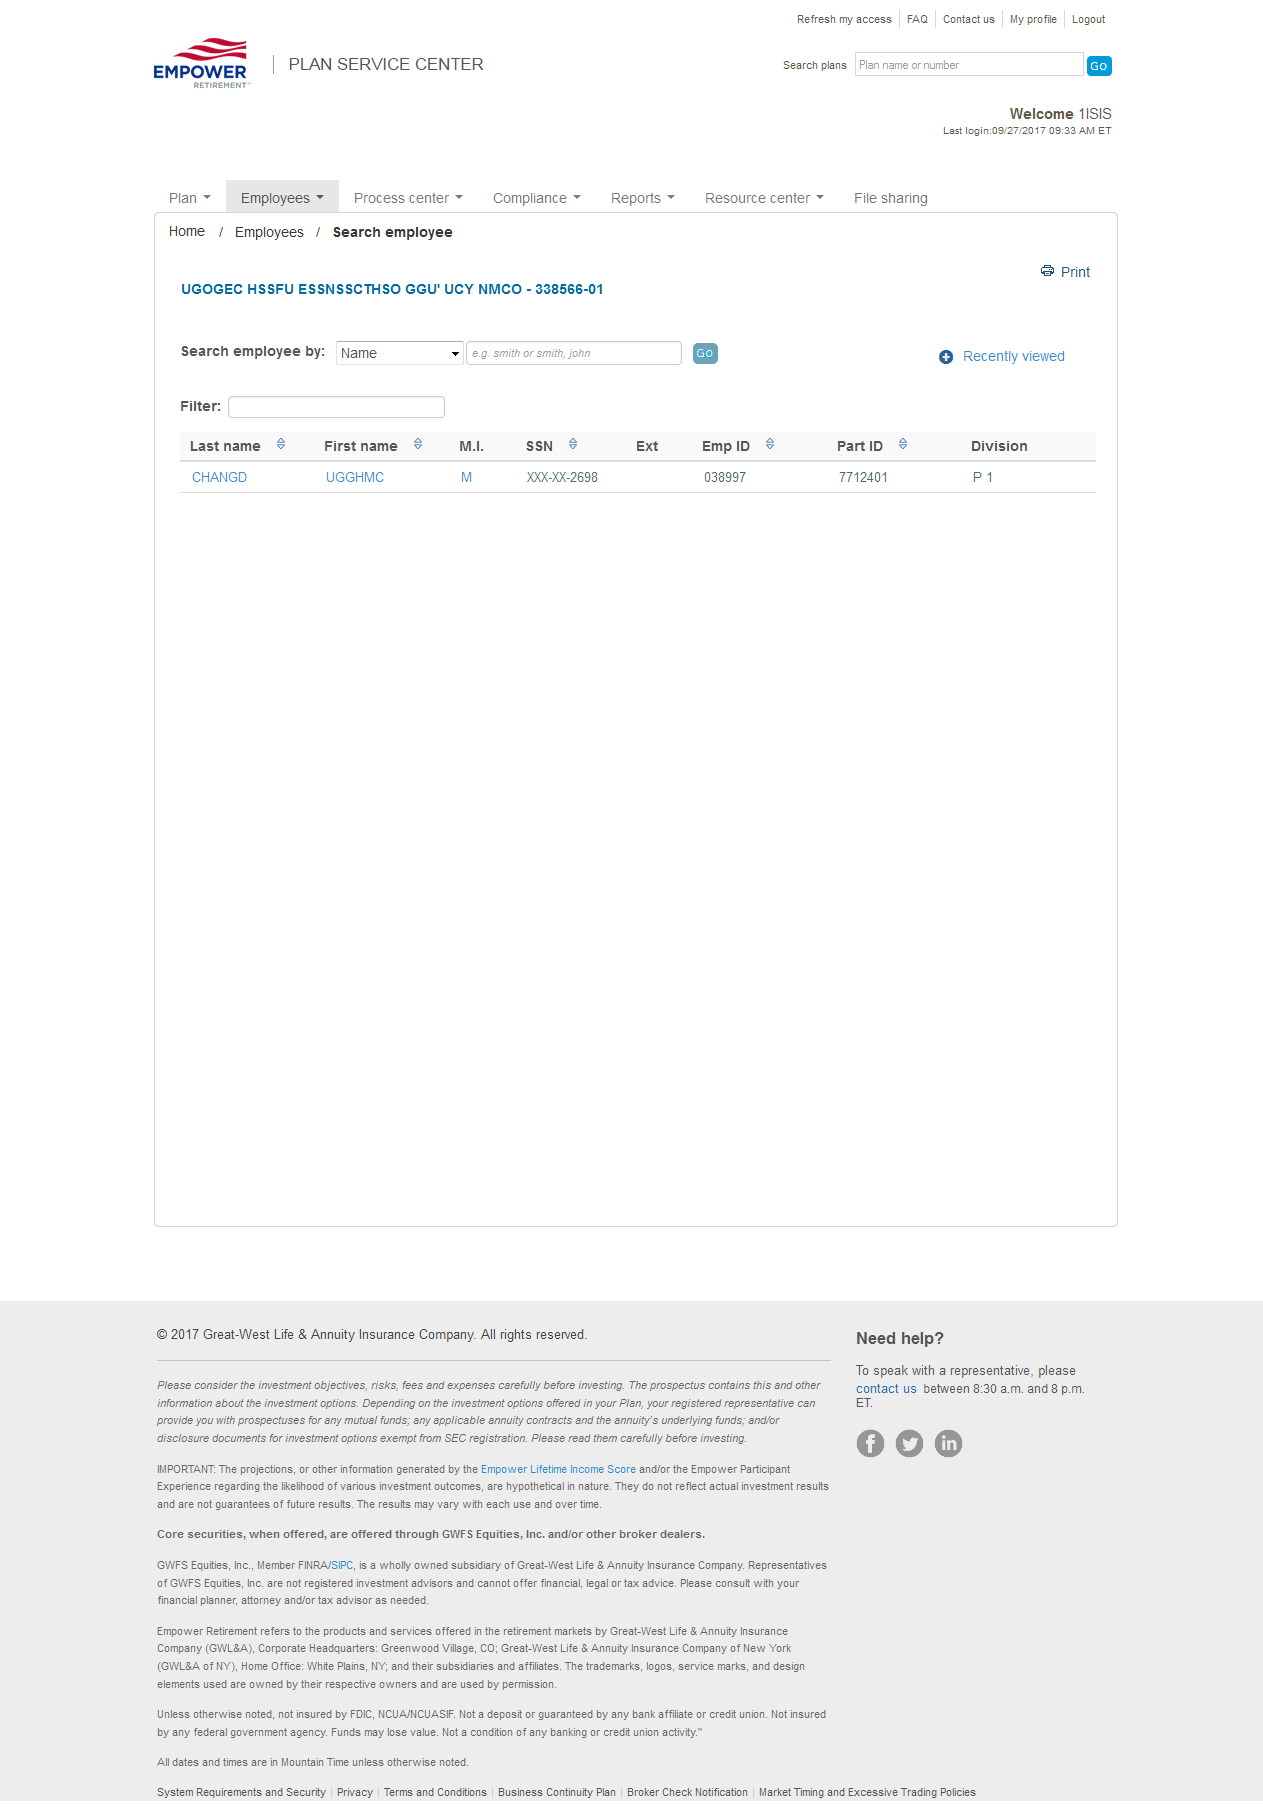 Refresh my access FAQ Contact us My profile Logout
EMPOWER
RETIREMENT™
PLAN SERVICE CENTER
Search plans Plan name or number Go
Welcome 1ISIS
Last login:09/27/2017 09:33 AM ET
Plan Employees Process center Compliance Reports Resource center File sharing
Home / Employees / Search employee
Print
UGOGEC HSSFU ESSNSSCTHSO GGU' UCY NMCO - 338566-01
Search employee by: Name e.g. smith or smith, john Go Recently viewed
Filter:
Last name First name M.I. SSN Ext Emp ID Part ID Division
CHANGD UGGHMC M XXX-XX-2698 038997 7712401 P 1
© 2017 Great-West Life & Annuity Insurance Company. All rights reserved.
Please consider the investment objectives, risks, fees and expenses carefully before investing. The prospectus contains this and other
information about the investment options. Depending on the investment options offered in your Plan, your registered representative can
provide you with prospectuses for any mutual funds; any applicable annuity contracts and the annuity's underlying funds; and/or
disclosure documents for investment options exempt from SEC registration. Please read them carefully before investing.
IMPORTANT: The projections, or other information generated by the Empower Lifetime Income Score and/or the Empower Participant
Experience regarding the likelihood of various investment outcomes, are hypothetical in nature. They do not reflect actual investment results
and are not guarantees of future results. The results may vary with each use and over time.
Core securities, when offered, are offered through GWFS Equities, Inc. and/or other broker dealers.
GWFS Equities, Inc., Member FINRA/SIPC, is a wholly owned subsidiary of Great-West Life & Annuity Insurance Company. Representatives
of GWFS Equities, Inc. are not registered investment advisors and cannot offer financial, legal or tax advice. Please consult with your
financial planner, attorney and/or tax advisor as needed.
Empower Retirement refers to the products and services offered in the retirement markets by Great-West Life & Annuity Insurance
Company (GWL&A), Corporate Headquarters: Greenwood Village, CO; Great-West Life & Annuity Insurance Company of New York
(GWL&A of NY), Home Office: White Plains, NY; and their subsidiaries and affiliates. The trademarks, logos, service marks, and design
elements used are owned by their respective owners and are used by permission.
Unless otherwise noted, not insured by FDIC, NCUA/NCUASIF. Not a deposit or guaranteed by any bank affiliate or credit union. Not insured
by any federal government agency. Funds may lose value. Not a condition of any banking or credit union activity."
All dates and times are in Mountain Time unless otherwise noted.
System Requirements and Security Privacy Terms and Conditions Business Continuity Plan Broker Check Notification Market Timing and Excessive Trading Policies
Need help?
To speak with a representative, please
contact us between 8:30 a.m. and 8 p.m.
ET.